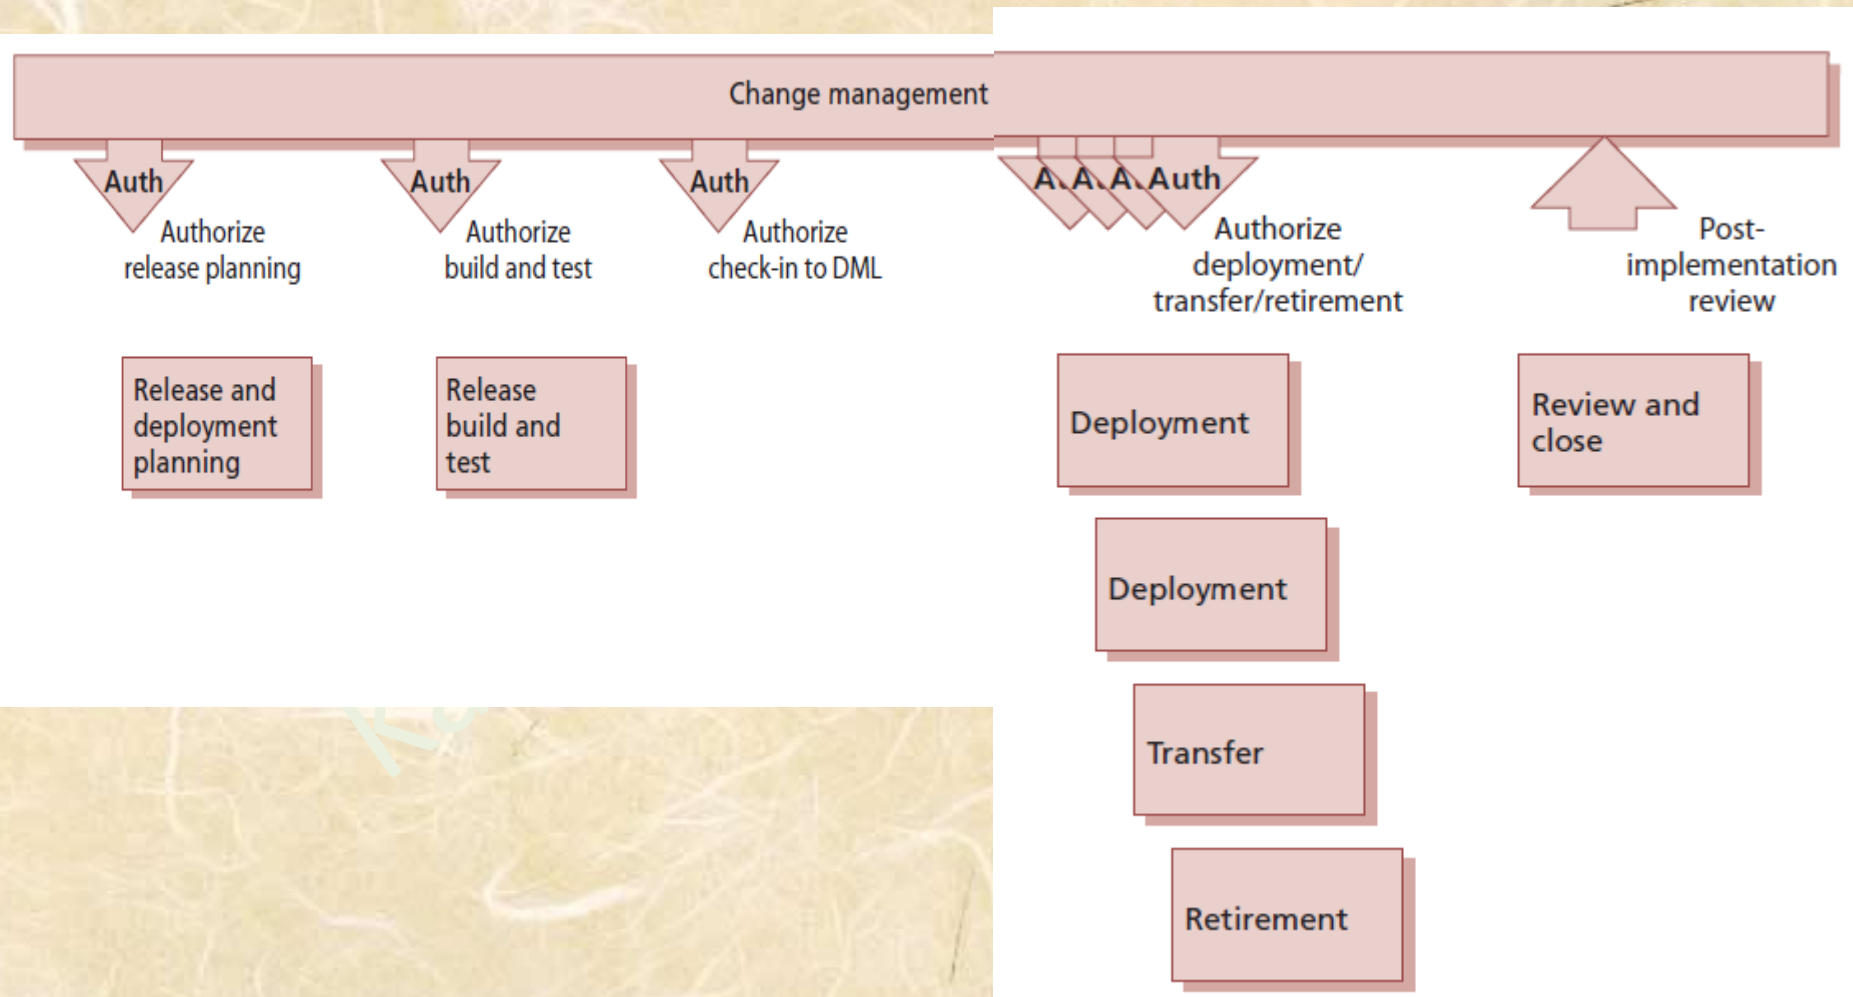 Change management
Auth
Authorize
release planning
Auth
Authorize
build and test
Auth
Authorize
check-in to DML
A
A
A
Auth
Authorize
deployment/
transfer/retirement
Post-
implementation
review
Release and
deployment
planning
Release
build and
test
Deployment
Deployment
Transfer
Retirement
Review and
close